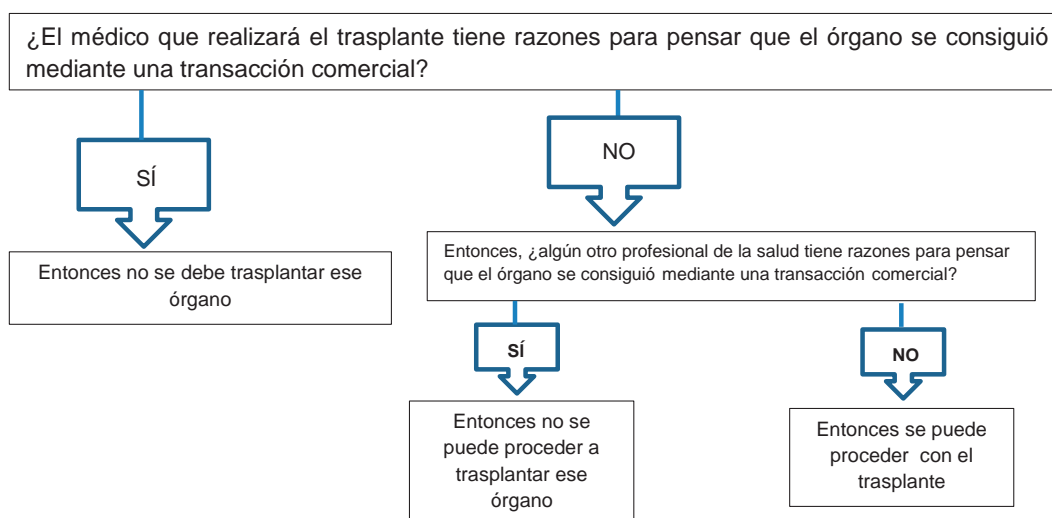 ¿El médico que realizará el trasplante tiene razones para pensar que el órgano se consiguió
mediante una transacción comercial?
SÍ
NO
Entonces no se debe trasplantar ese
órgano
Entonces, ¿algún otro profesional de la salud tiene razones para pensar
que el órgano se consiguió mediante una transacción comercial?
SÍ
NO
Entonces no se
puede proceder a
trasplantar ese
órgano
Entonces se puede
proceder con el
trasplante